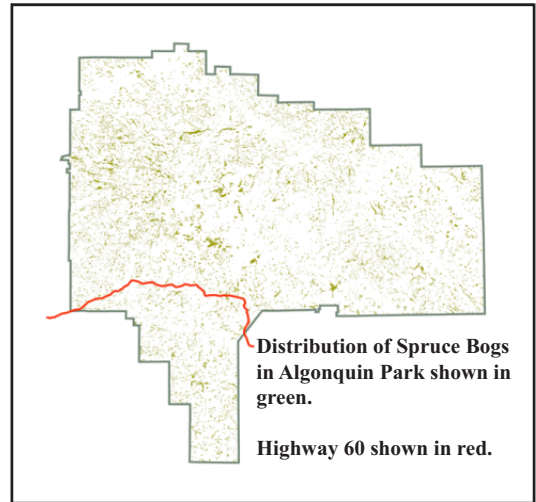 Distribution of Spruce Bogs
in Algonquin Park shown in
green.
Highway 60 shown in red.